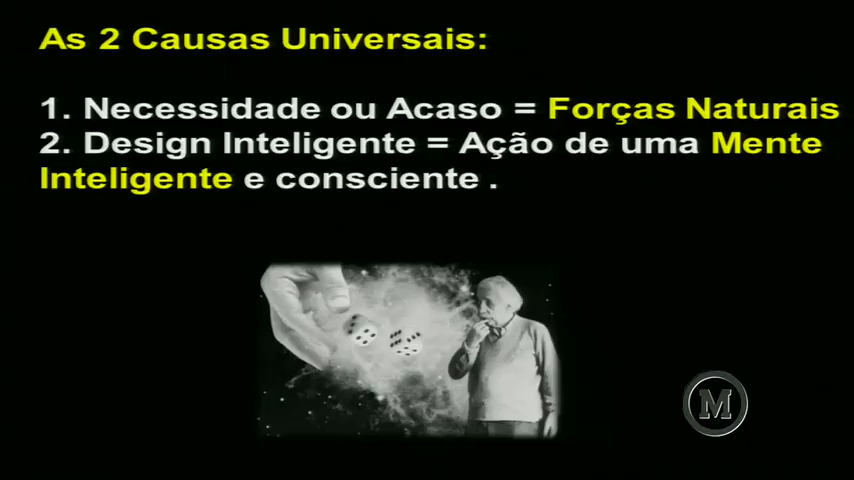 As 2 Causas Universais:
1. Necessidade ou Acaso = Forças Naturais
2. Design Inteligente = Ação de uma Mente
Inteligente e consciente .
M